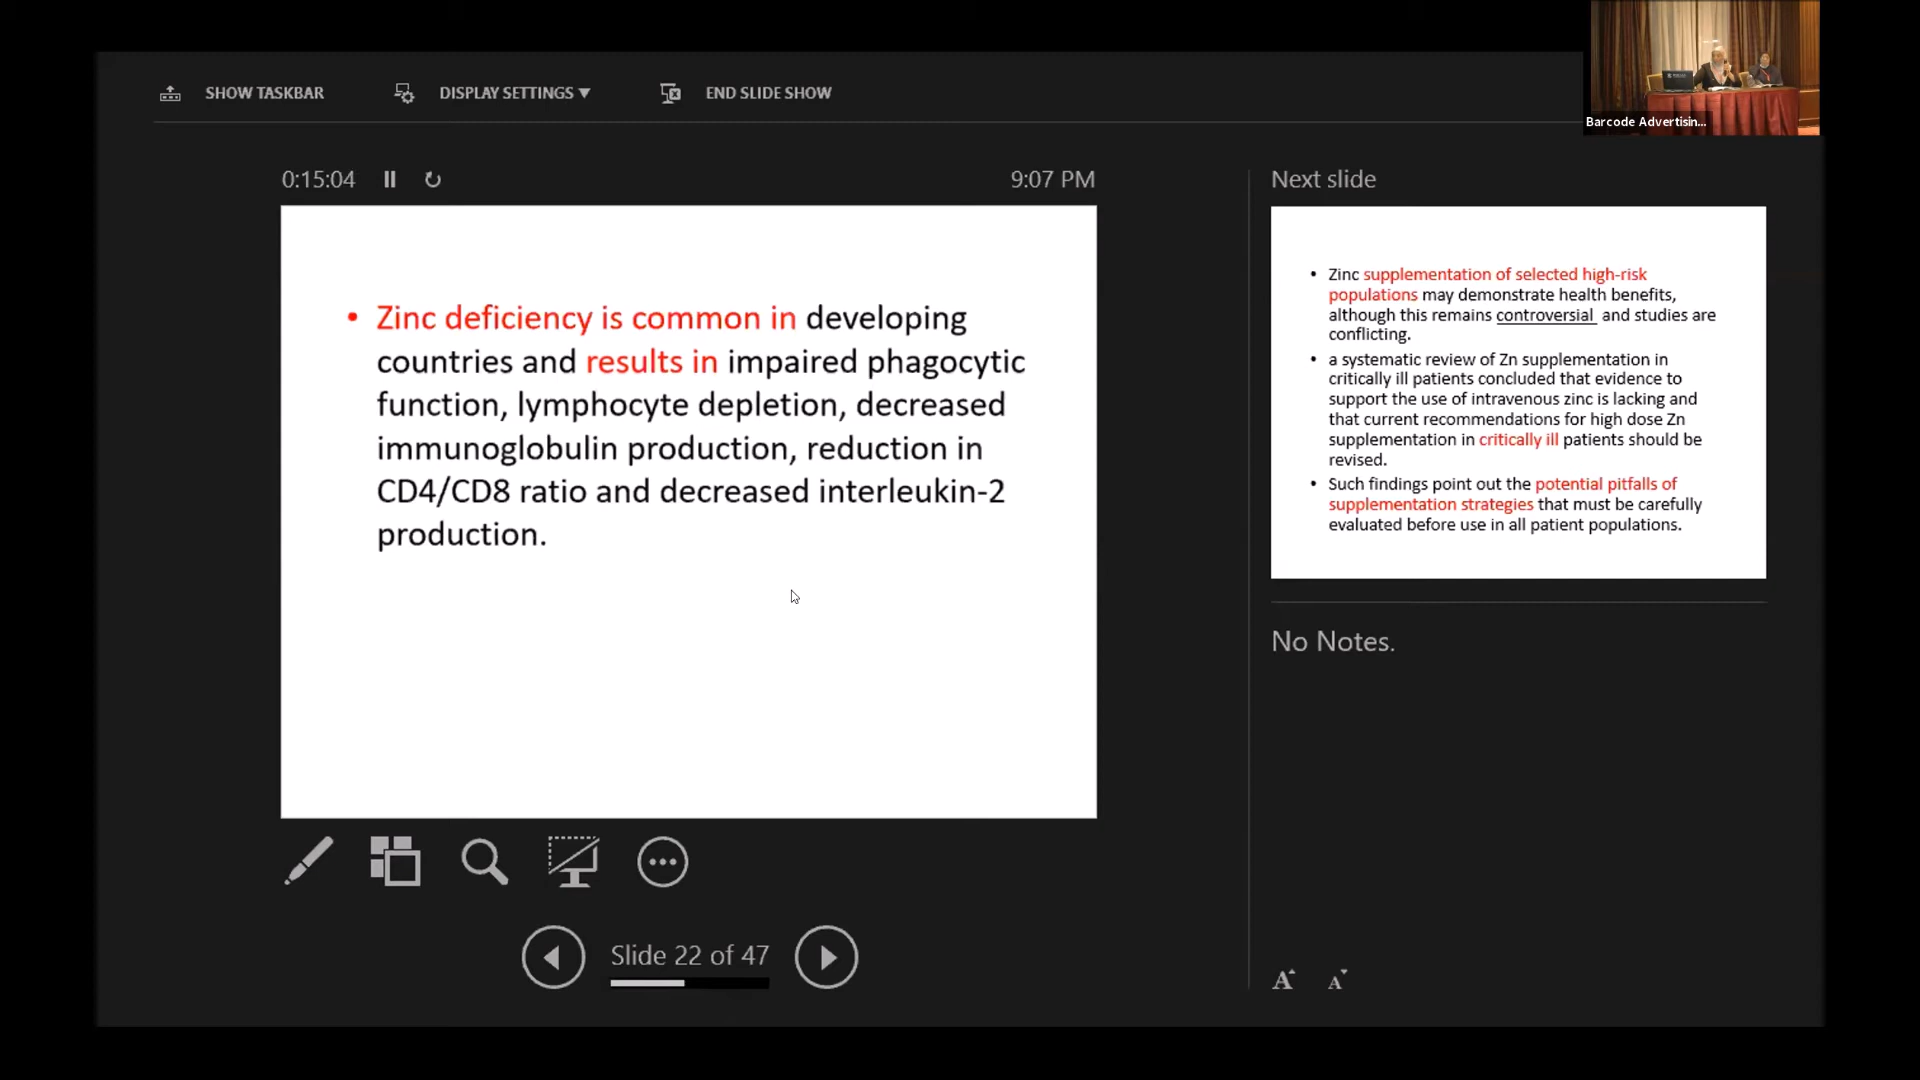 SHOW TASKBAR
DISPLAY SETTINGS ▼
END SLIDE SHOW
Barcode Advertisin...
0:15:04
9:07 PM
Next slide
• Zinc deficiency is common in developing
countries and results in impaired phagocytic
function, lymphocyte depletion, decreased
immunoglobulin production, reduction in
CD4/CD8 ratio and decreased interleukin-2
production.
• Zinc supplementation of selected high-risk
populations may demonstrate health benefits,
although this remains controversial and studies are
conflicting.
• a systematic review of Zn supplementation in
critically ill patients concluded that evidence to
support the use of intravenous zinc is lacking and
that current recommendations for high dose Zn
supplementation in critically ill patients should be
revised.
• Such findings point out the potential pitfalls of
supplementation strategies that must be carefully
evaluated before use in all patient populations.
No Notes.
Slide 22 of 47
A A